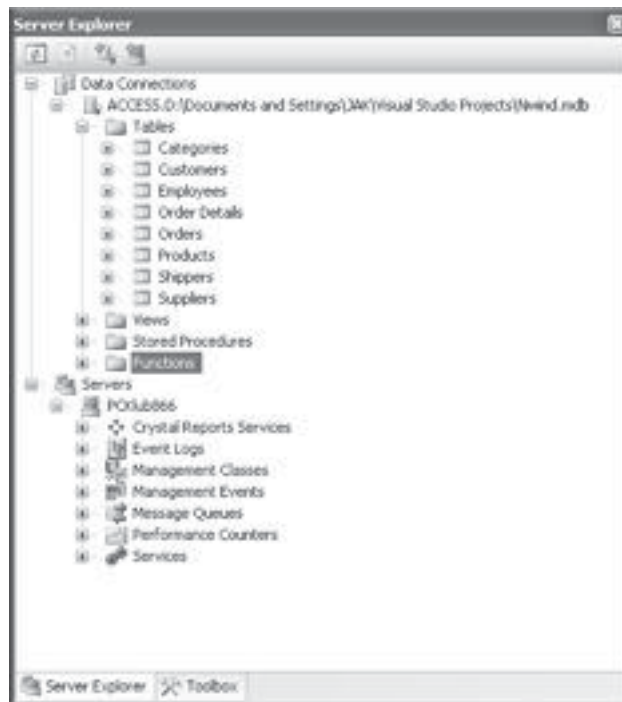 Server Explorer
Data Connections
ACCESS.D:\Documents and Settings\JAK\Visual Studio Projects\Nwind.mdb
Tables
Categories
Customers
Employees
Order Details
Orders
Products
Shippers
Suppliers
Views
Stored Procedures
Functions
Servers
Crystal Reports Services
Event Logs
Management Classes
Management Events
Message Queues
Performance Counters
Services
Server Explorer Toolbox